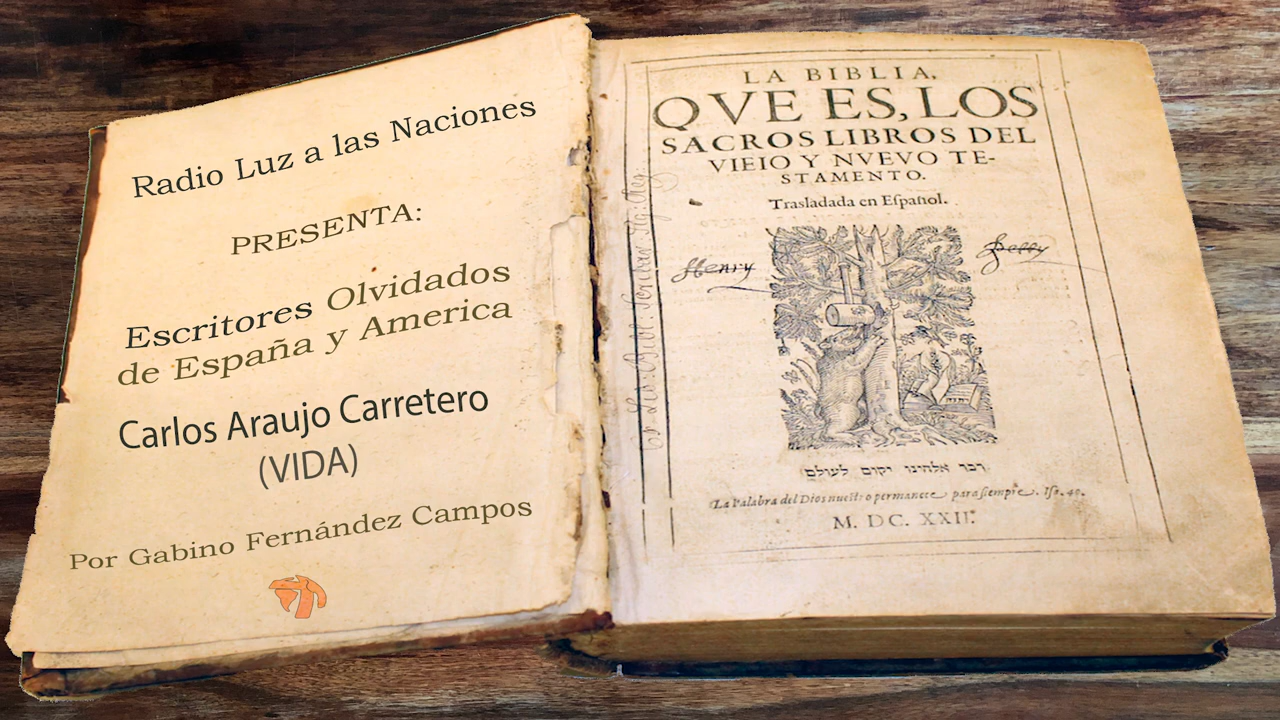 Radio Luz a las Naciones
PRESENTA:
Escritores Olvidados
de España y America
Carlos Araujo Carretero
(VIDA)
Por Gabino Fernández Campos
LA BIBLIA,
QVE ES, LOS
SACROS LIBROS DEL
VIEIO Y NVEVO TE-
STAMENTO.
Trasladada en Español.
Henry
דבר אלהינו יקום לעולם
La Palabra del Dios nuestro permanece para siempre. Isa. 40.
M. DC. XXII.